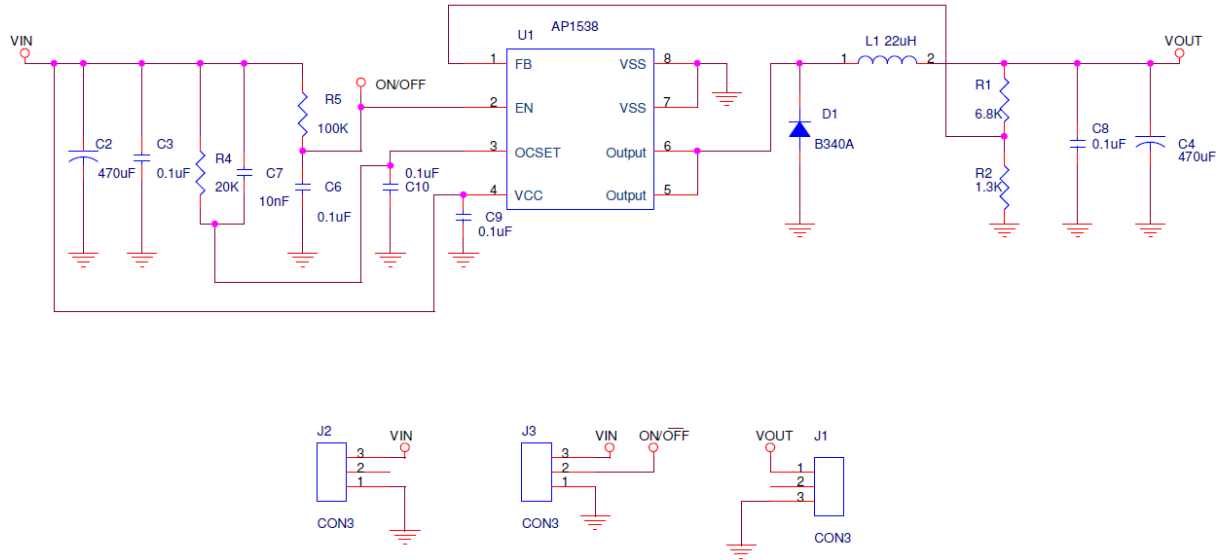 AP1538
U1
VIN
L1 22uH
VOUT
1
FB
VSS
8
1
2
ON/OFF
R1
6.8K
R5
100K
2
EN
VSS
7
D1
B340A
C2
470uF
C3
0.1uF
R4
20K
C7
10nF
3
OCSET
Output
6
C8
0.1uF
C4
470uF
0.1uF
C10
R2
1.3K
C6
0.1uF
4
VCC
Output
5
C9
0.1uF
J2
VIN
3
2
1
CON3
J3
VIN
ON/OFF
3
2
1
CON3
VOUT
J1
1
2
3
CON3